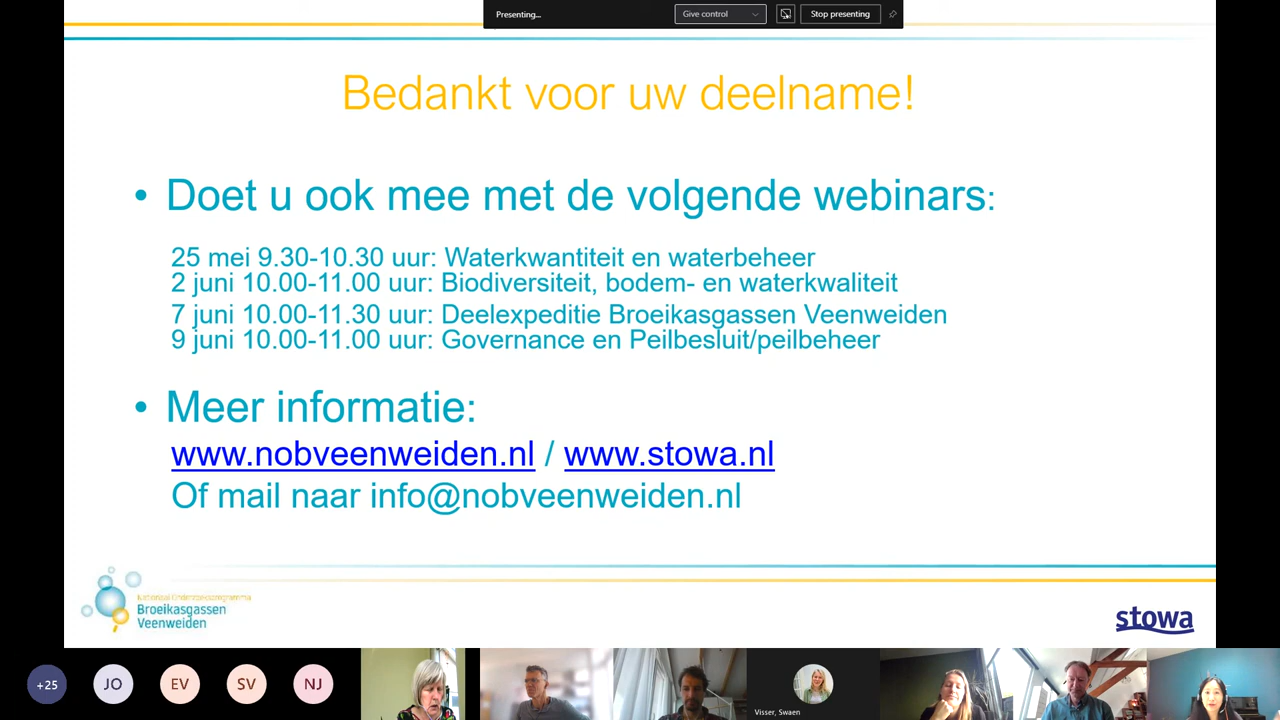 Presenting...
Give control
Stop presenting
Bedankt voor uw deelname!
• Doet u ook mee met de volgende webinars:
25 mei 9.30-10.30 uur: Waterkwantiteit en waterbeheer
2 juni 10.00-11.00 uur: Biodiversiteit, bodem- en waterkwaliteit
7 juni 10.00-11.30 uur: Deelexpeditie Broeikasgassen Veenweiden
9 juni 10.00-11.00 uur: Governance en Peilbesluit/peilbeheer
• Meer informatie:
www.nobveenweiden.nl / www.stowa.nl
Of mail naar info@nobveenweiden.nl
Nationaal Onderzoeksprogramma
Broeikasgassen
Veenweiden
stowa
+25
JO
EV
SV
NJ
Visser, Swaen